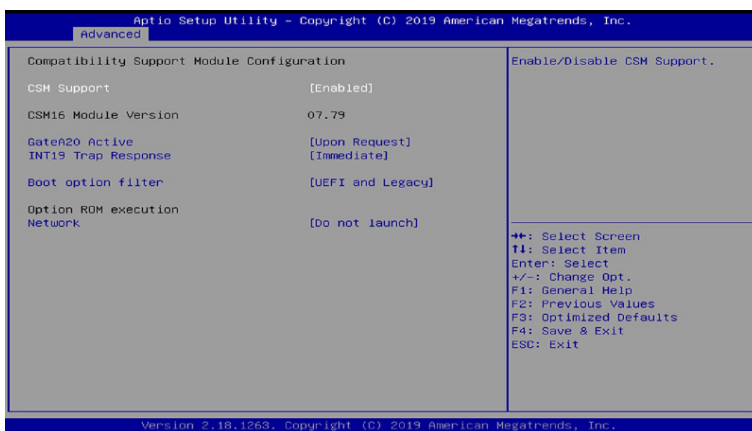 Aptio Setup Utility – Copyright (C) 2019 American Megatrends, Inc.
Advanced
Compatibility Support Module Configuration
CSM Support [Enabled]
CSM16 Module Version 07.79
GateA20 Active [Upon Request]
INT19 Trap Response [Immediate]
Boot option filter [UEFI and Legacy]
Option ROM execution
Network [Do not launch]
Enable/Disable CSM Support.
→←: Select Screen
↑↓: Select Item
Enter: Select
+/-: Change Opt.
F1: General Help
F2: Previous Values
F3: Optimized Defaults
F4: Save & Exit
ESC: Exit
Version 2.18.1263. Copyright (C) 2019 American Megatrends, Inc.